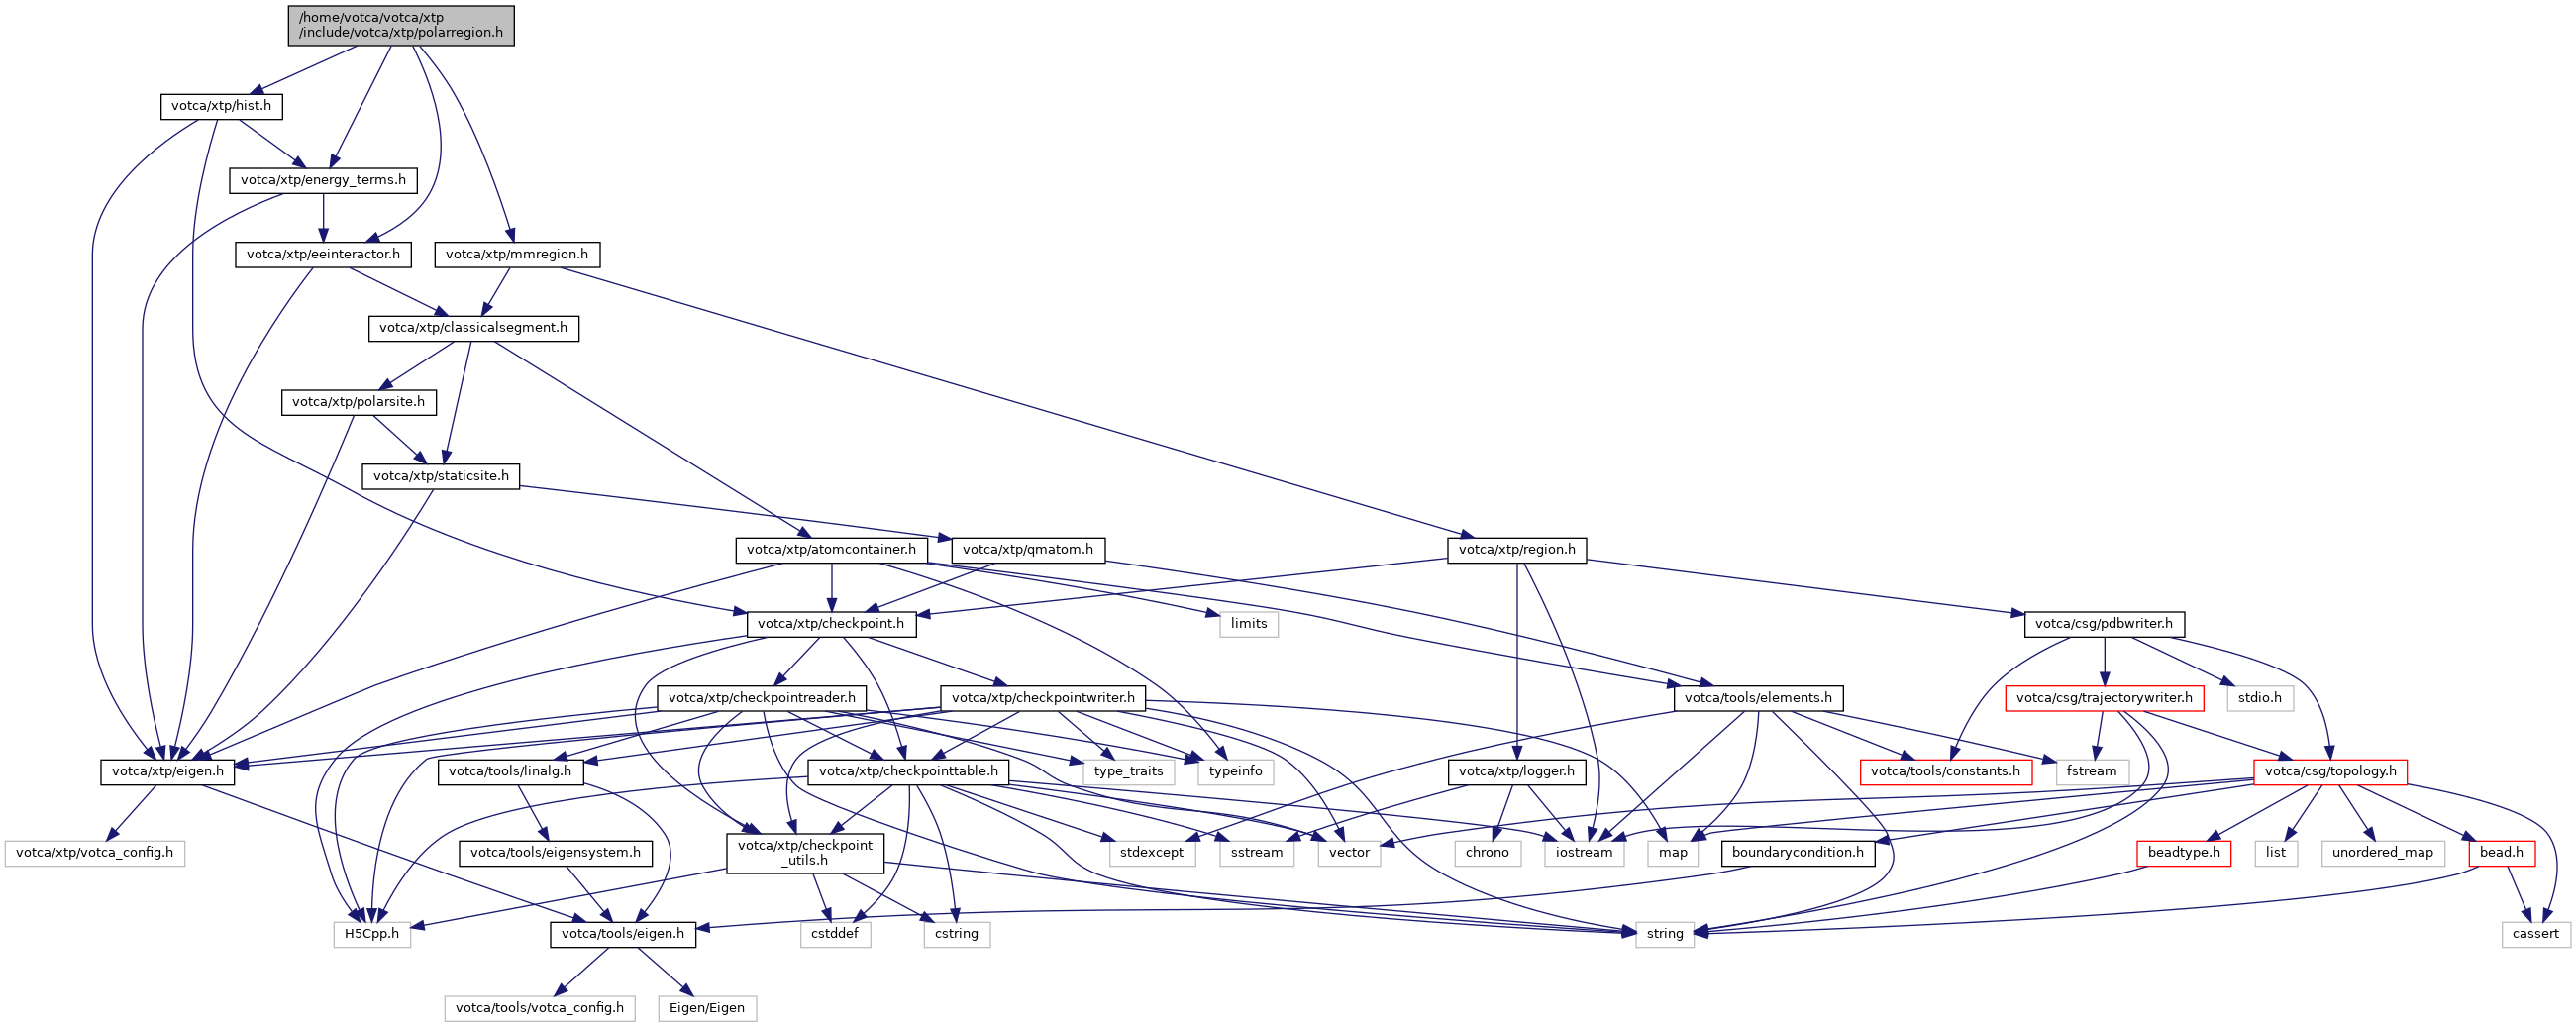 /home/votca/votca/xtp
/include/votca/xtp/polarregion.h
votca/xtp/hist.h
votca/xtp/energy_terms.h
votca/xtp/eeinteractor.h
votca/xtp/mmregion.h
votca/xtp/classicalsegment.h
votca/xtp/polarsite.h
votca/xtp/staticsite.h
votca/xtp/atomcontainer.h
votca/xtp/qmatom.h
votca/xtp/region.h
votca/xtp/checkpoint.h
limits
votca/csg/pdbwriter.h
votca/xtp/checkpointreader.h
votca/xtp/checkpointwriter.h
votca/tools/elements.h
votca/csg/trajectorywriter.h
stdio.h
votca/xtp/eigen.h
votca/tools/linalg.h
votca/xtp/checkpointtable.h
type_traits
typeinfo
votca/xtp/logger.h
votca/tools/constants.h
fstream
votca/csg/topology.h
votca/xtp/votca_config.h
votca/tools/eigensystem.h
votca/xtp/checkpoint
_utils.h
stdexcept
sstream
vector
chrono
iostream
map
boundarycondition.h
beadtype.h
list
unordered_map
bead.h
H5Cpp.h
votca/tools/eigen.h
cstddef
cstring
string
cassert
votca/tools/votca_config.h
Eigen/Eigen